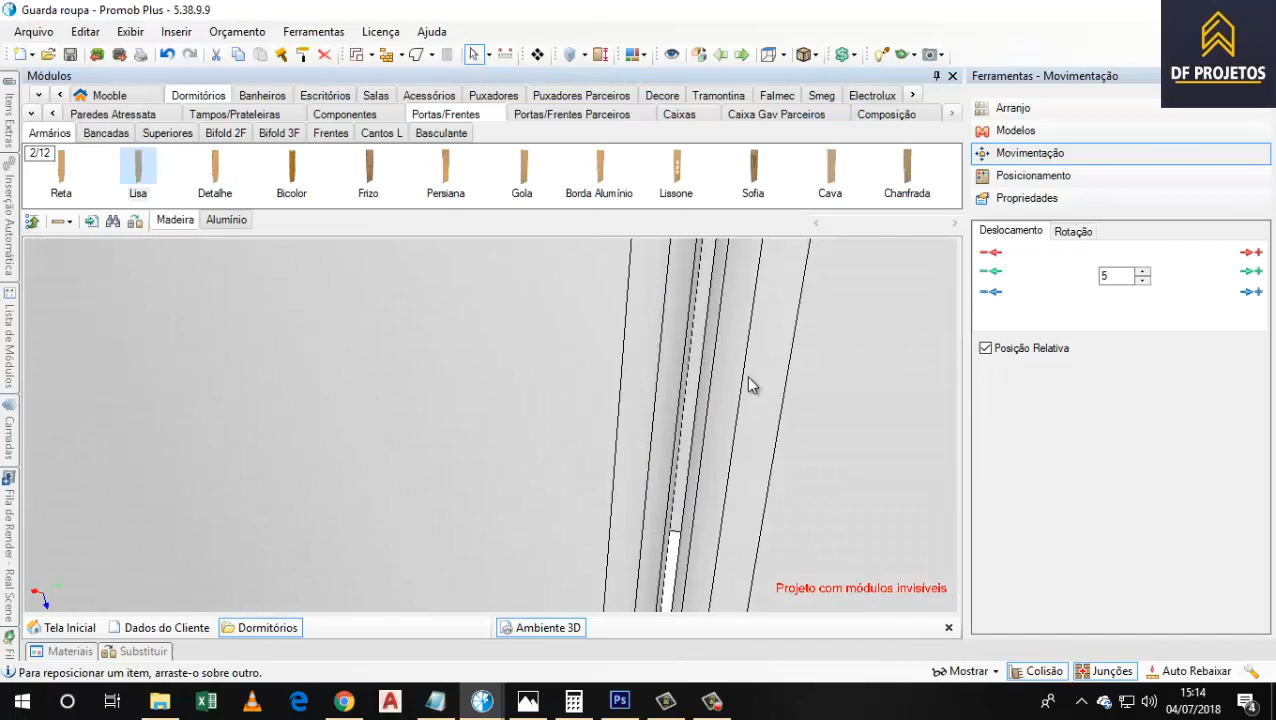 Guarda roupa - Promob Plus - 5.38.9.9
Arquivo Editar Exibir Inserir Orçamento Ferramentas Licença Ajuda
DF PROJETOS
Módulos
Ferramentas - Movimentação
Mooble Dormitórios Banheiros Escritórios Salas Acessórios Puxadores Puxadores Parceiros Decore Tramontina Falmec Smeg Electrolux
Paredes Atressata Tampos/Prateleiras Componentes Portas/Frentes Portas/Frentes Parceiros Caixas Caixa Gav Parceiros Composição
Armários Bancadas Superiores Bifold 2F Bifold 3F Frentes Cantos L Basculante
2/12
Reta Lisa Detalhe Bicolor Frizo Persiana Gola Borda Alumínio Lissone Sofia Cava Chanfrada
Madeira Alumínio
Arranjo
Modelos
Movimentação
Posicionamento
Propriedades
Deslocamento Rotação
5
Posição Relativa
Itens Extras
Inserção Automática
Lista de Módulos
Camadas
Fila de Render - Real Scene
Fil
Projeto com módulos invisíveis
Tela Inicial Dados do Cliente Dormitórios Ambiente 3D
Materiais Substituir
Para reposicionar um item, arraste-o sobre outro.
Mostrar Colisão Junções Auto Rebaixar
15:14
04/07/2018
4